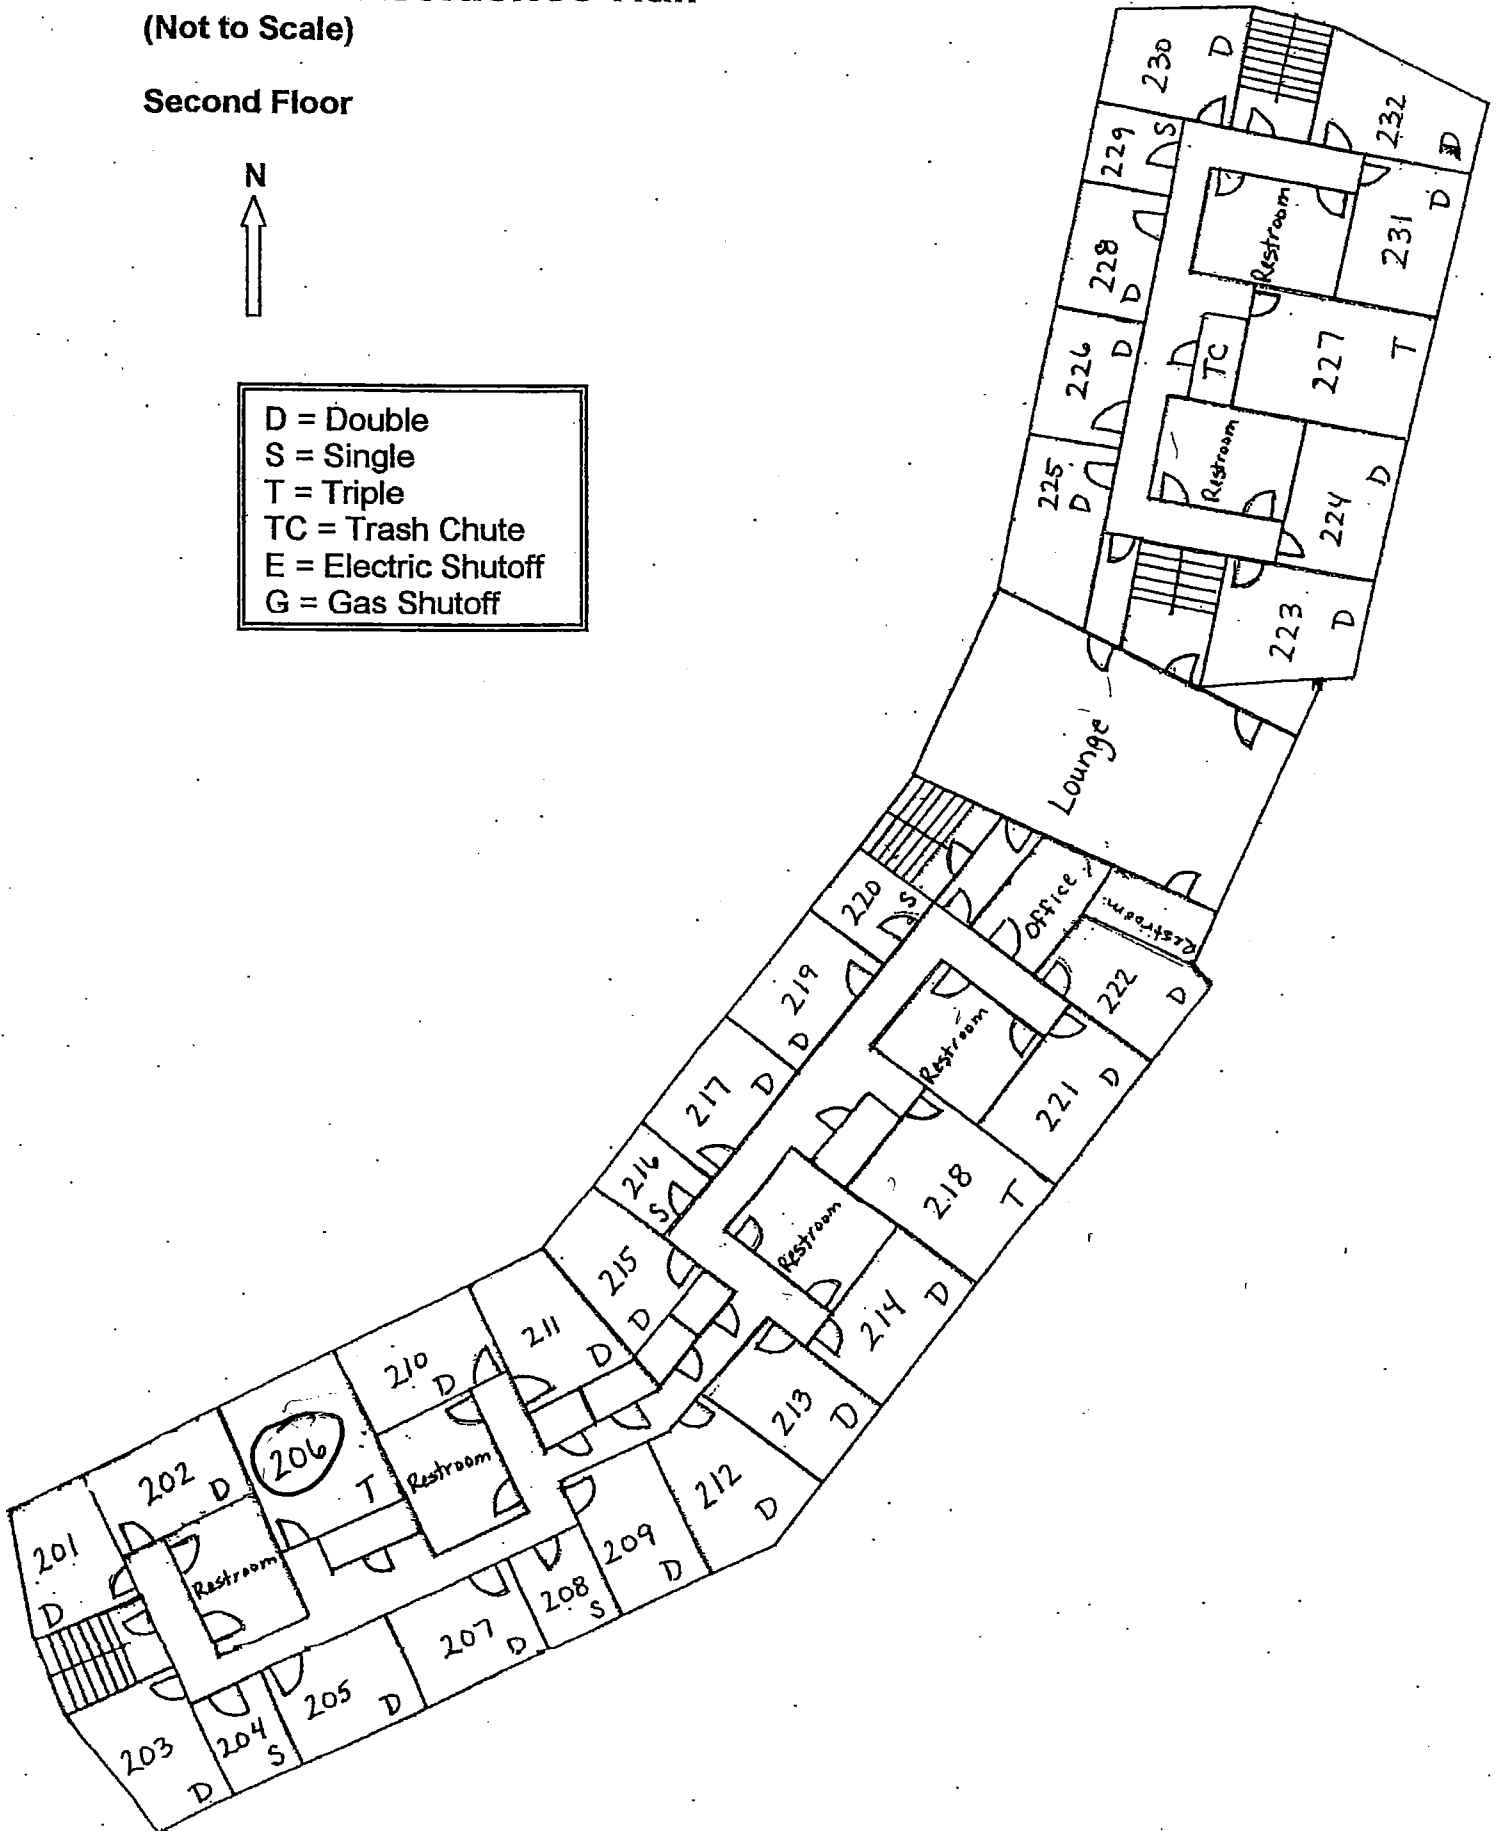 (Not to Scale)
Second Floor
N
D = Double
S = Single
T = Triple
TC = Trash Chute
E = Electric Shutoff
G = Gas Shutoff
230 D
232 D
229 S
231 D
Restroom
228 D
227 T
TC
226 D
Restroom
225 D
224 D
223 D
Lounge
220 S
Office
Restroom
222 D
219 D
Restroom
221 D
217 D
218 T
216 S
Restroom
215 D
214 D
213 D
211 D
210 D
212 D
206 T
Restroom
209 D
202 D
208 S
201 D
Restroom
207 D
205 D
204 S
203 D